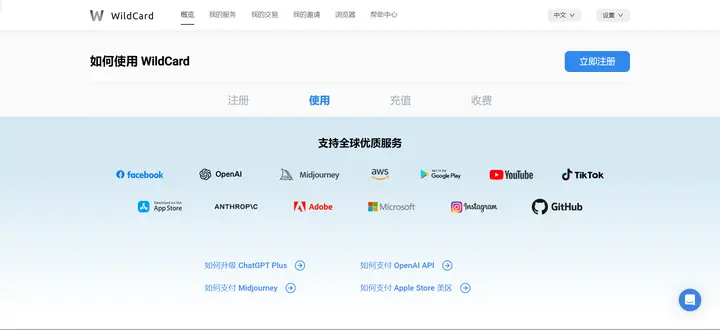 WildCard 概览 我的服务 我的交易 我的邀请 浏览器 帮助中心 中文 设置
如何使用 WildCard 立即注册
注册 使用 充值 收费
支持全球优质服务
facebook OpenAI Midjourney aws GET IT ON Google Play YouTube TikTok
Download on the App Store ANTHROP\C Adobe Microsoft Instagram GitHub
如何升级 ChatGPT Plus 如何支付 OpenAI API
如何支付 Midjourney 如何支付 Apple Store 美区